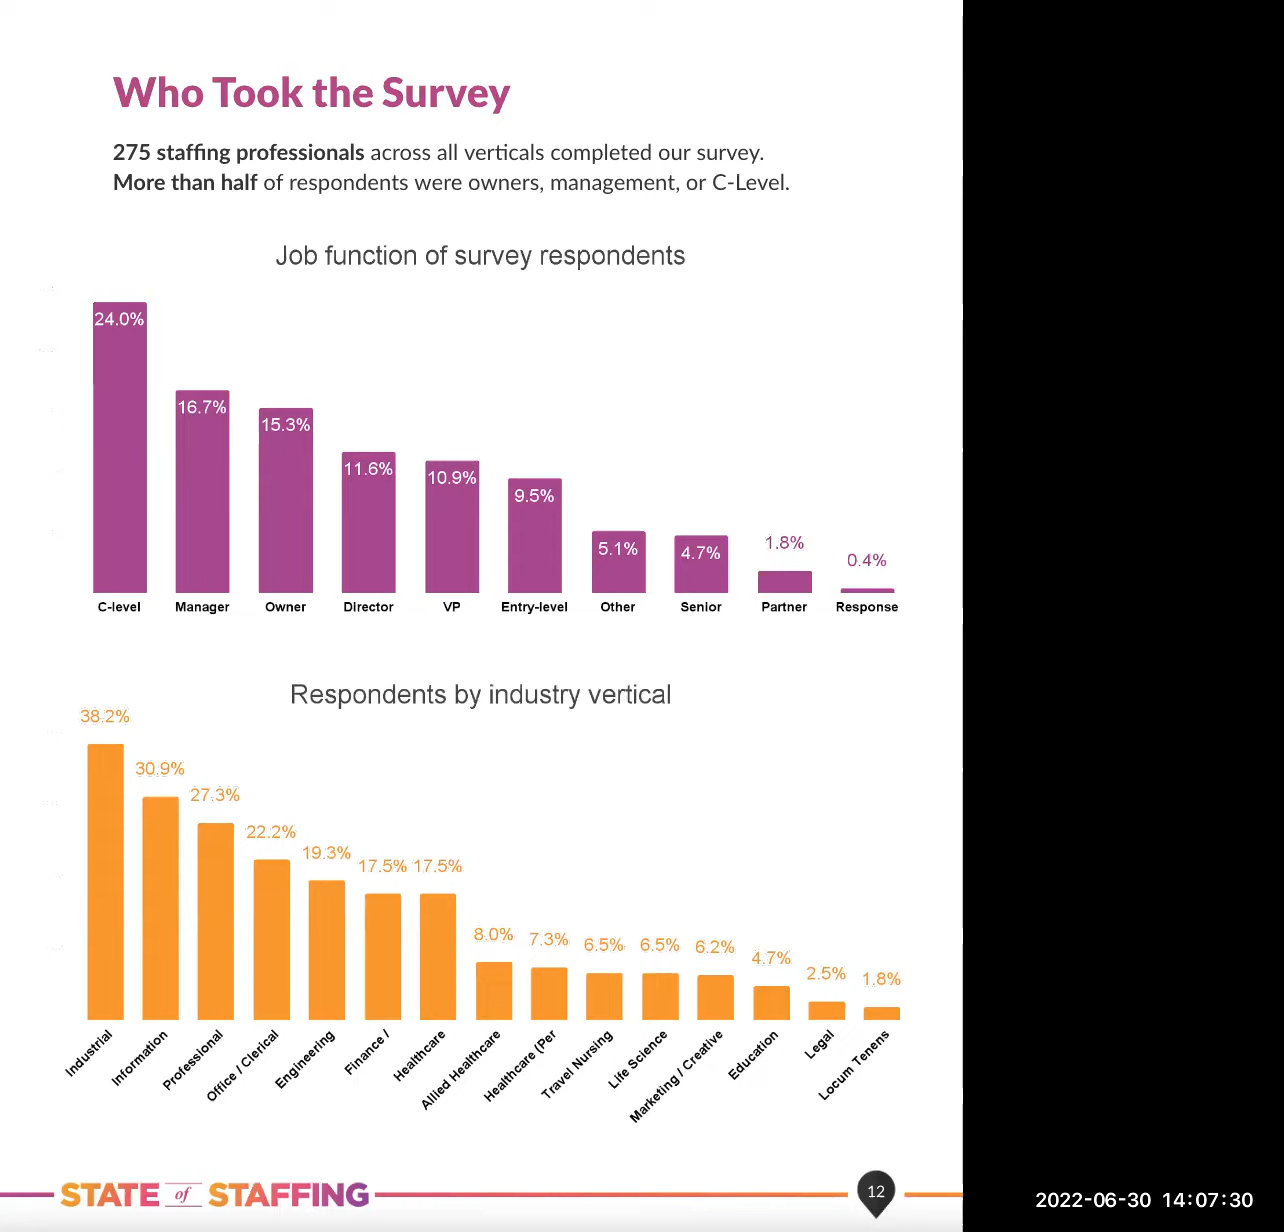 Who Took the Survey
275 staffing professionals across all verticals completed our survey.
More than half of respondents were owners, management, or C-Level.
Job function of survey respondents
24.0%
16.7%
15.3%
11.6%
10.9%
9.5%
5.1%
4.7%
1.8%
0.4%
C-level Manager Owner Director VP Entry-level Other Senior Partner Response
Respondents by industry vertical
38.2%
30.9%
27.3%
22.2%
19.3%
17.5% 17.5%
8.0%
7.3%
6.5%
6.5%
6.2%
4.7%
2.5%
1.8%
Industrial
Information
Professional
Office / Clerical
Engineering
Finance /
Healthcare
Allied Healthcare
Healthcare (Per
Travel Nursing
Life Science
Marketing / Creative
Education
Legal
Locum Tenens
STATE of STAFFING
12
2022-06-30 14:07:30